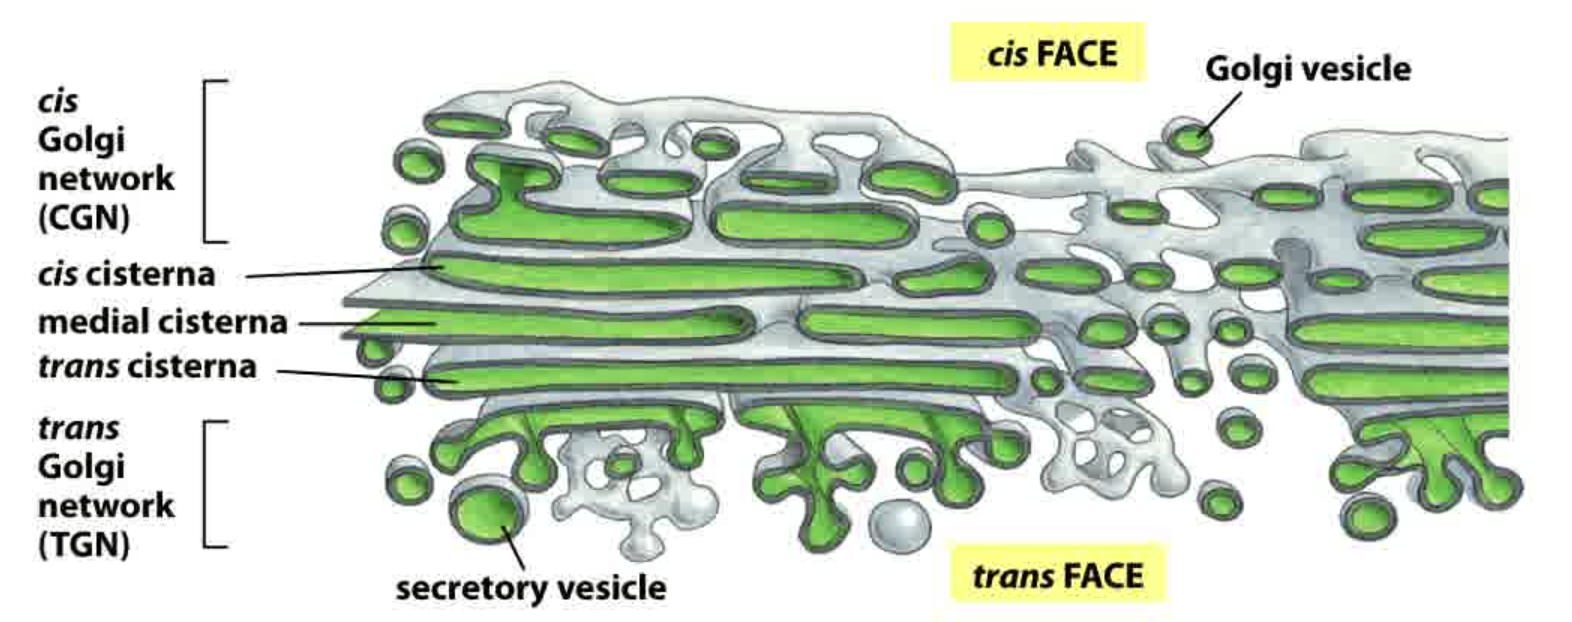 cis FACE
Golgi vesicle
cis
Golgi
network
(CGN)
cis cisterna
medial cisterna
trans cisterna
trans
Golgi
network
(TGN)
secretory vesicle
trans FACE